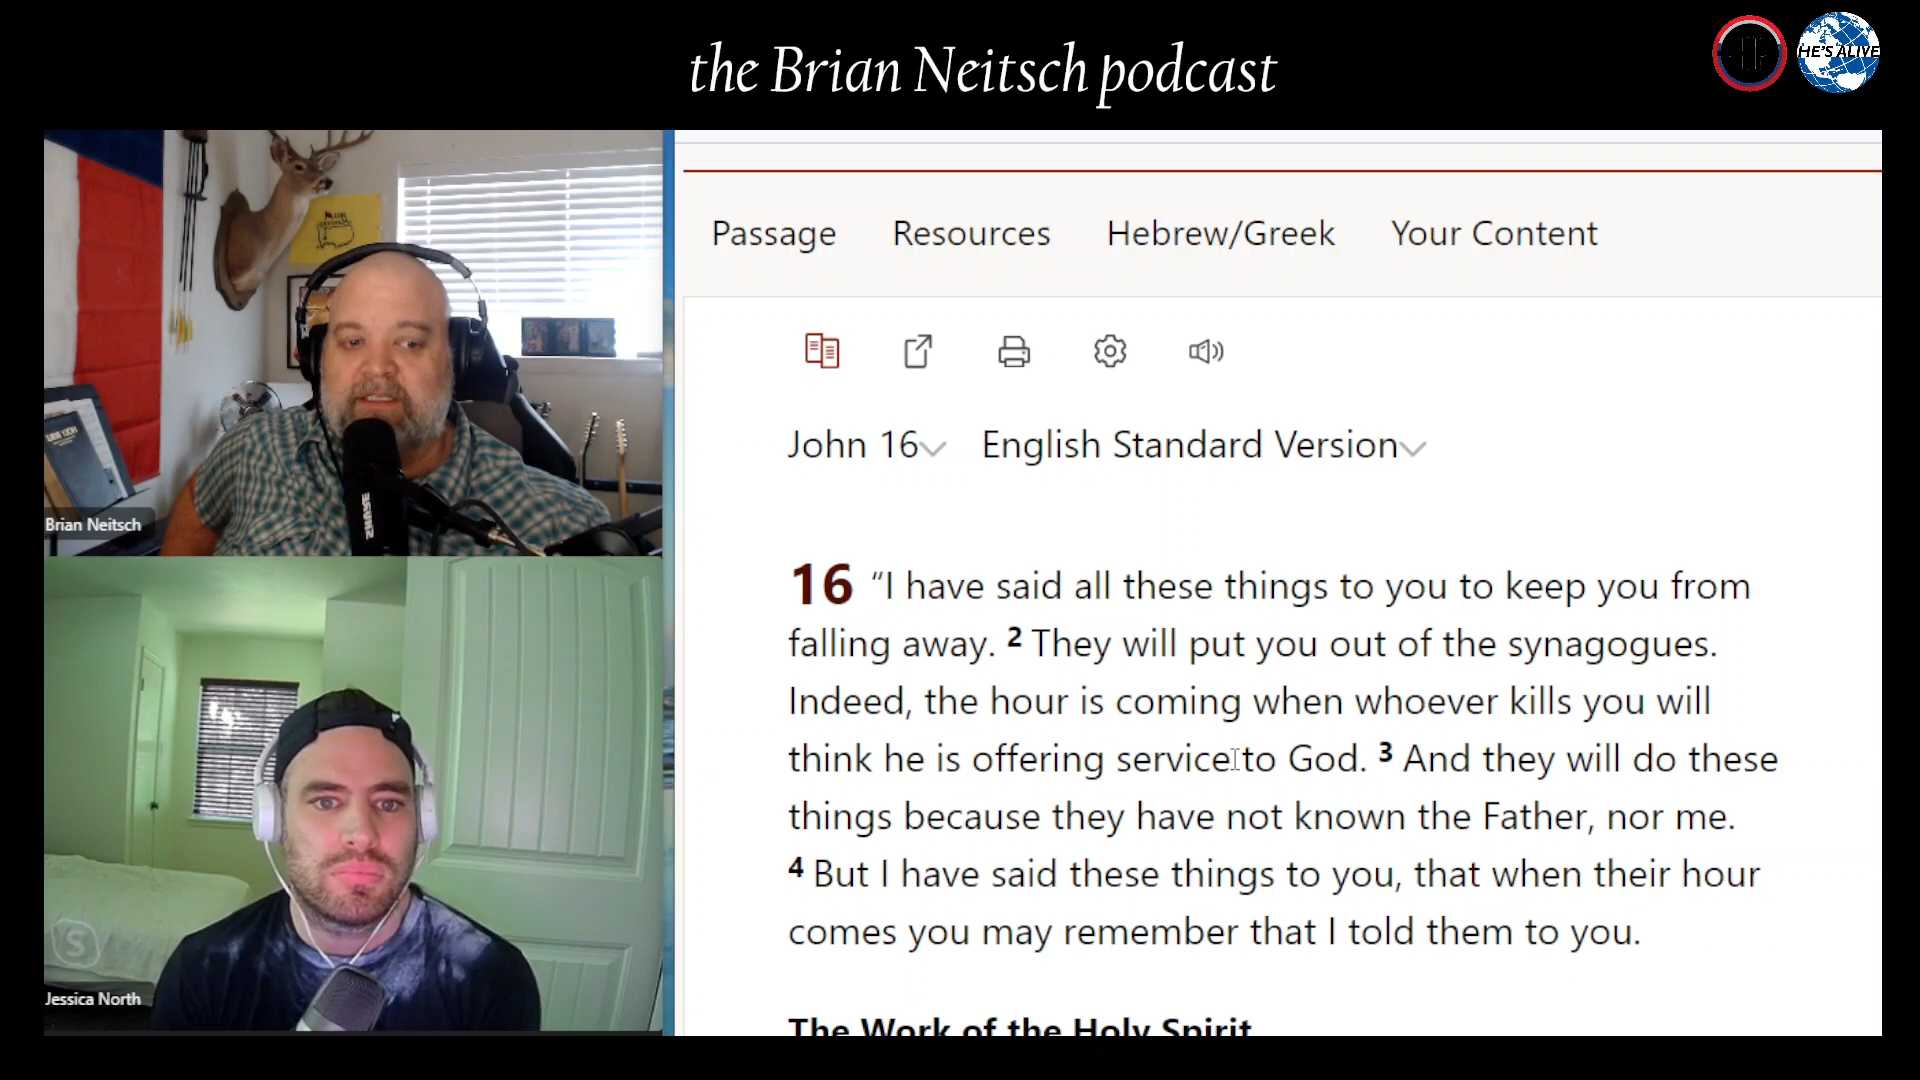 the Brian Neitsch podcast
HE'S ALIVE
Brian Neitsch
Jessica North
Passage Resources Hebrew/Greek Your Content
John 16 English Standard Version
16 “I have said all these things to you to keep you from
falling away. 2 They will put you out of the synagogues.
Indeed, the hour is coming when whoever kills you will
think he is offering service to God. 3 And they will do these
things because they have not known the Father, nor me.
4 But I have said these things to you, that when their hour
comes you may remember that I told them to you.
The Work of the Holy Spirit